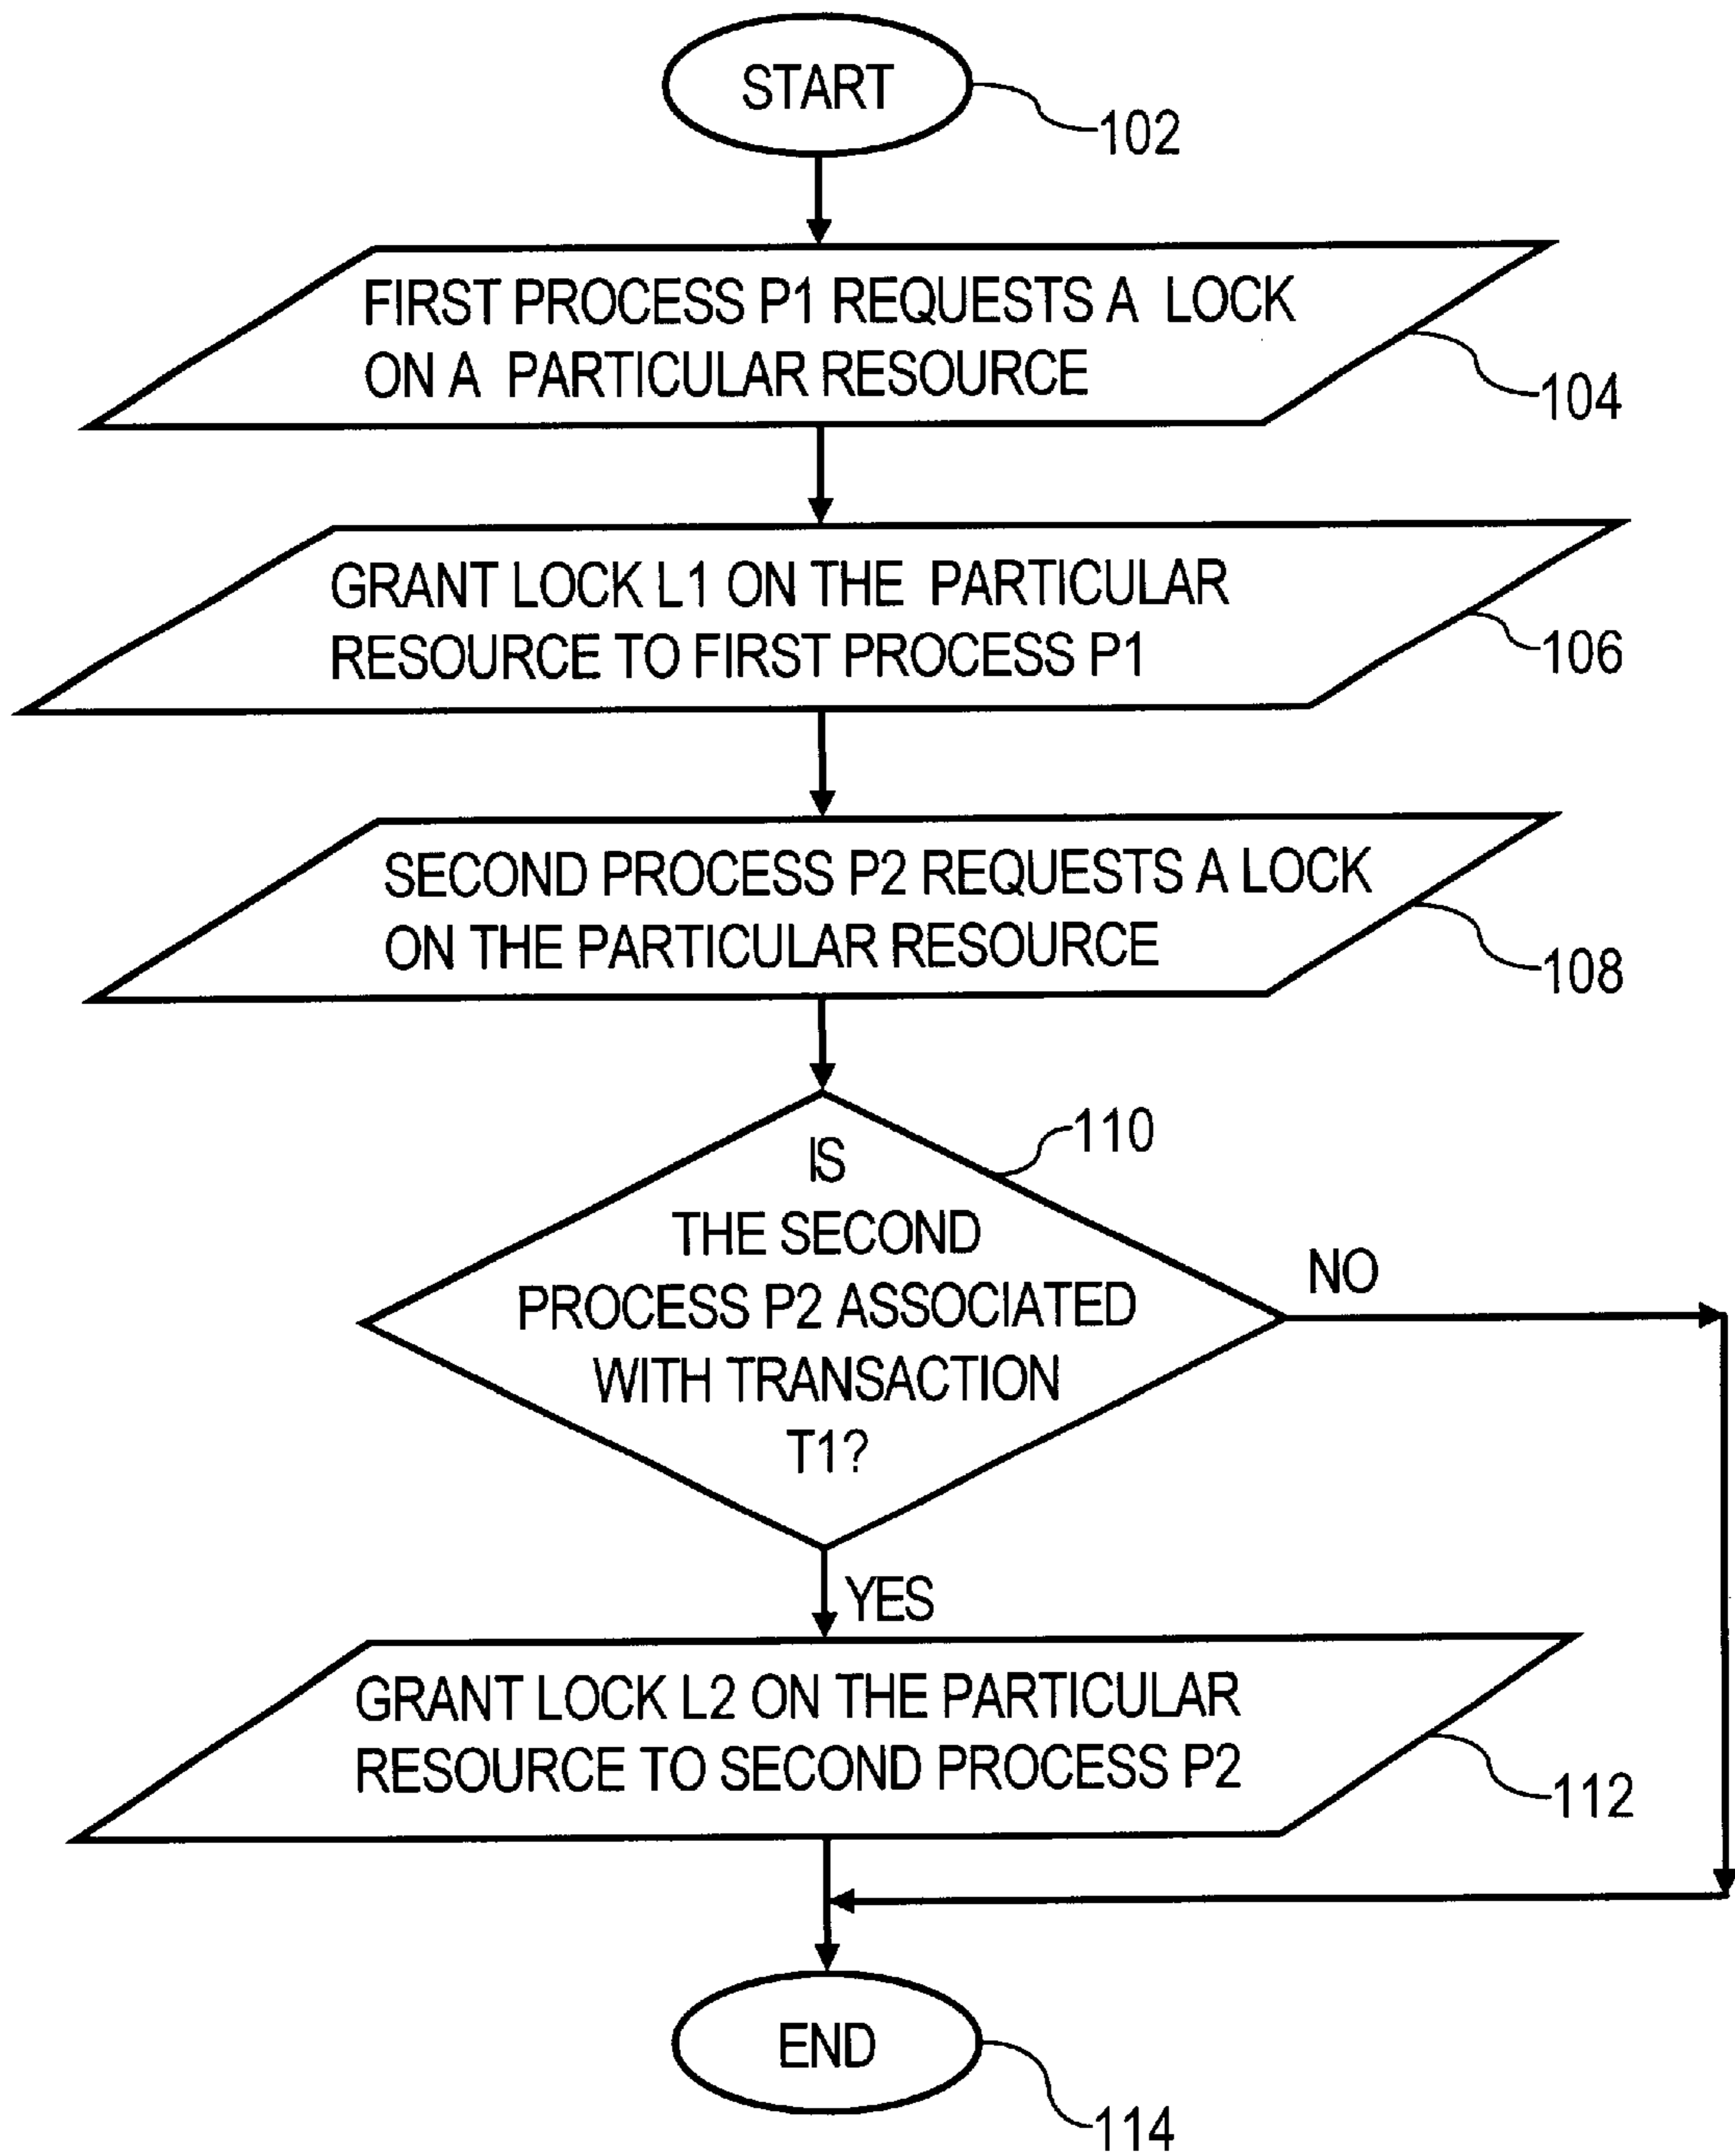 START
102
FIRST PROCESS P1 REQUESTS A LOCK
ON A PARTICULAR RESOURCE
104
GRANT LOCK L1 ON THE PARTICULAR
RESOURCE TO FIRST PROCESS P1
106
SECOND PROCESS P2 REQUESTS A LOCK
ON THE PARTICULAR RESOURCE
108
110
IS
THE SECOND
PROCESS P2 ASSOCIATED
WITH TRANSACTION
T1?
NO
YES
GRANT LOCK L2 ON THE PARTICULAR
RESOURCE TO SECOND PROCESS P2
112
END
114